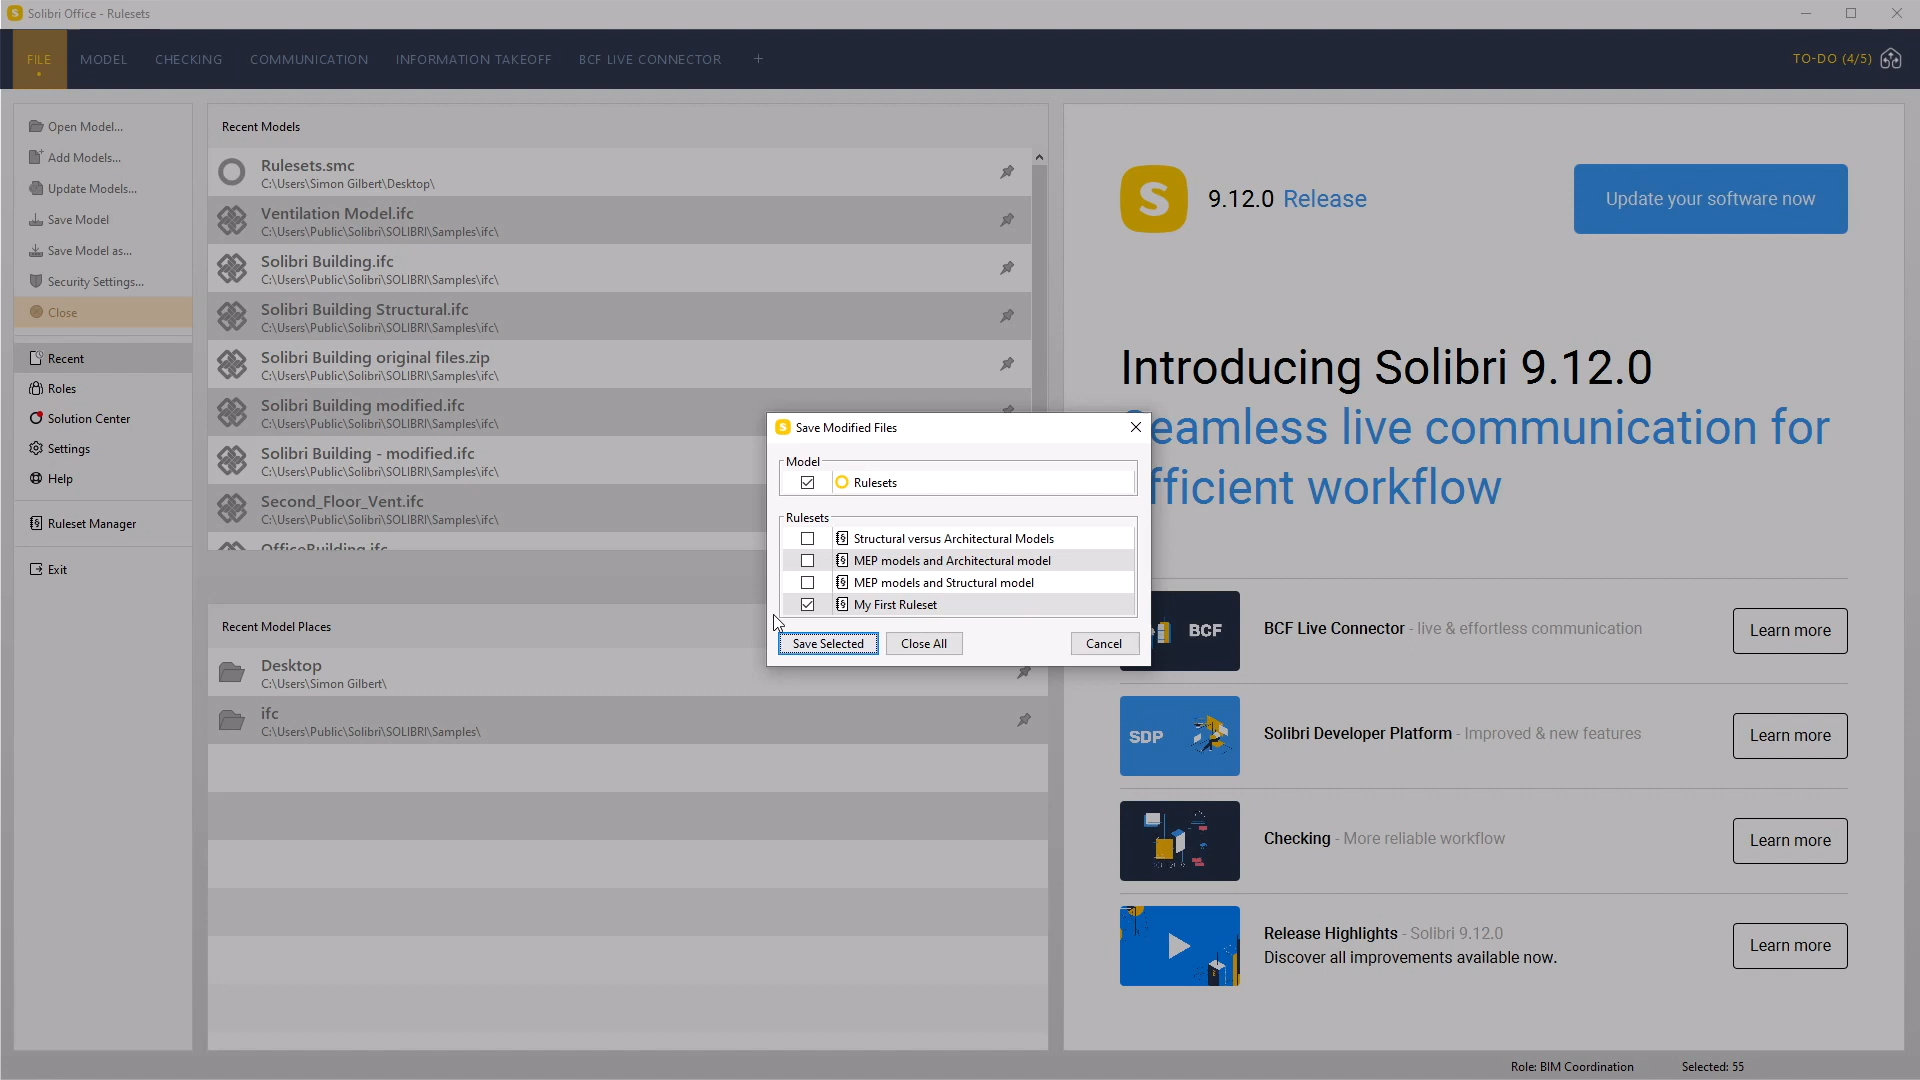 Solibri Office - Rulesets
FILE
MODEL
CHECKING
COMMUNICATION
INFORMATION TAKEOFF
BCF LIVE CONNECTOR
+
TO-DO (4/5)
Open Model...
Add Models...
Update Models...
Save Model
Save Model as...
Security Settings...
Close
Recent
Roles
Solution Center
Settings
Help
Ruleset Manager
Exit
Recent Models
Rulesets.smc
C:\Users\Simon Gilbert\Desktop\
Ventilation Model.ifc
C:\Users\Public\Solibri\SOLIBRI\Samples\ifc\
Solibri Building.ifc
C:\Users\Public\Solibri\SOLIBRI\Samples\ifc\
Solibri Building Structural.ifc
C:\Users\Public\Solibri\SOLIBRI\Samples\ifc\
Solibri Building original files.zip
C:\Users\Public\Solibri\SOLIBRI\Samples\ifc\
Solibri Building modified.ifc
C:\Users\Public\Solibri\SOLIBRI\Samples\ifc\
Solibri Building - modified.ifc
C:\Users\Public\Solibri\SOLIBRI\Samples\ifc\
Second_Floor_Vent.ifc
C:\Users\Public\Solibri\SOLIBRI\Samples\ifc\
OfficeBuilding.ifc
Recent Model Places
Desktop
C:\Users\Simon Gilbert\
ifc
C:\Users\Public\Solibri\SOLIBRI\Samples\
Save Modified Files
Model
Rulesets
Rulesets
Structural versus Architectural Models
MEP models and Architectural model
MEP models and Structural model
My First Ruleset
Save Selected
Close All
Cancel
S
9.12.0 Release
Update your software now
Introducing Solibri 9.12.0
eamless live communication for
fficient workflow
BCF
BCF Live Connector - live & effortless communication
Learn more
SDP
Solibri Developer Platform - Improved & new features
Learn more
Checking - More reliable workflow
Learn more
Release Highlights - Solibri 9.12.0
Discover all improvements available now.
Learn more
Role: BIM Coordination
Selected: 55